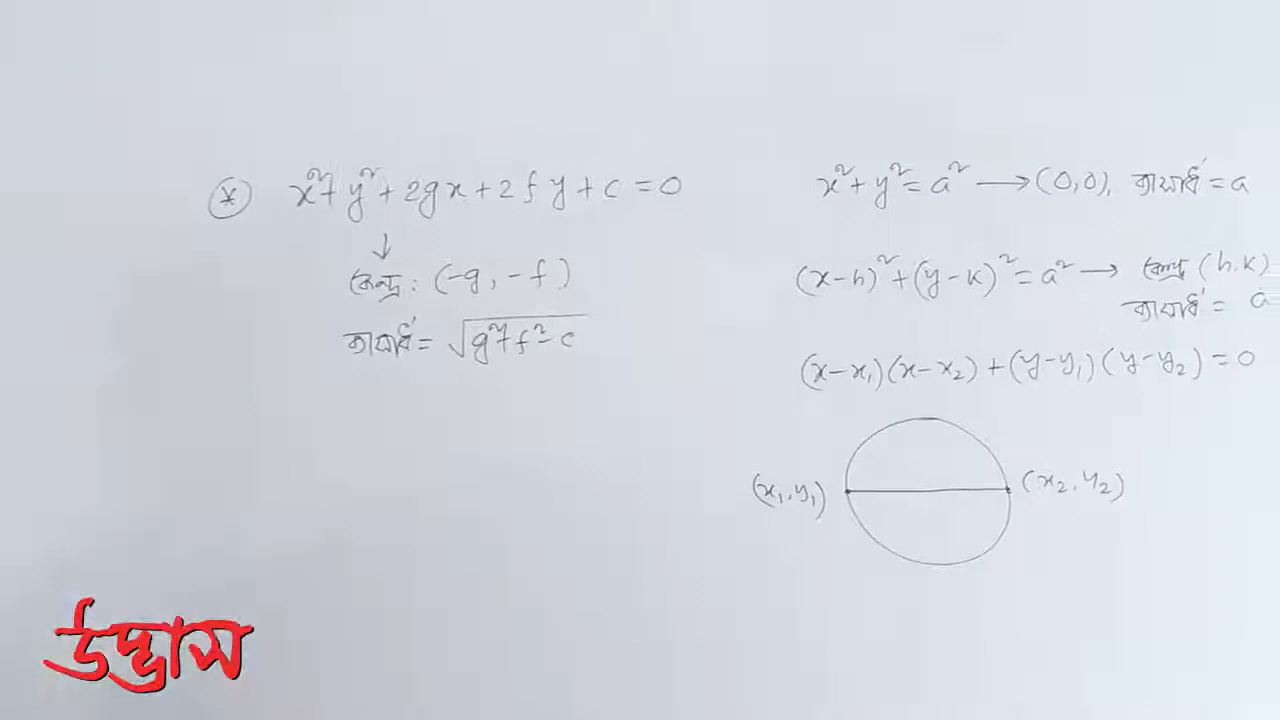 * x² + y² + 2gx + 2fy + c = 0
↓
কেন্দ্র : (-g, -f)
ব্যাসার্ধ = √(g² + f² - c)
x² + y² = a² → (0,0), ব্যাসার্ধ = a
(x-h)² + (y-k)² = a² → কেন্দ্র (h.k)
ব্যাসার্ধ = a
(x-x₁)(x-x₂) + (y-y₁)(y-y₂) = 0
(x₁, y₁)
(x₂, y₂)
উদ্ভাস